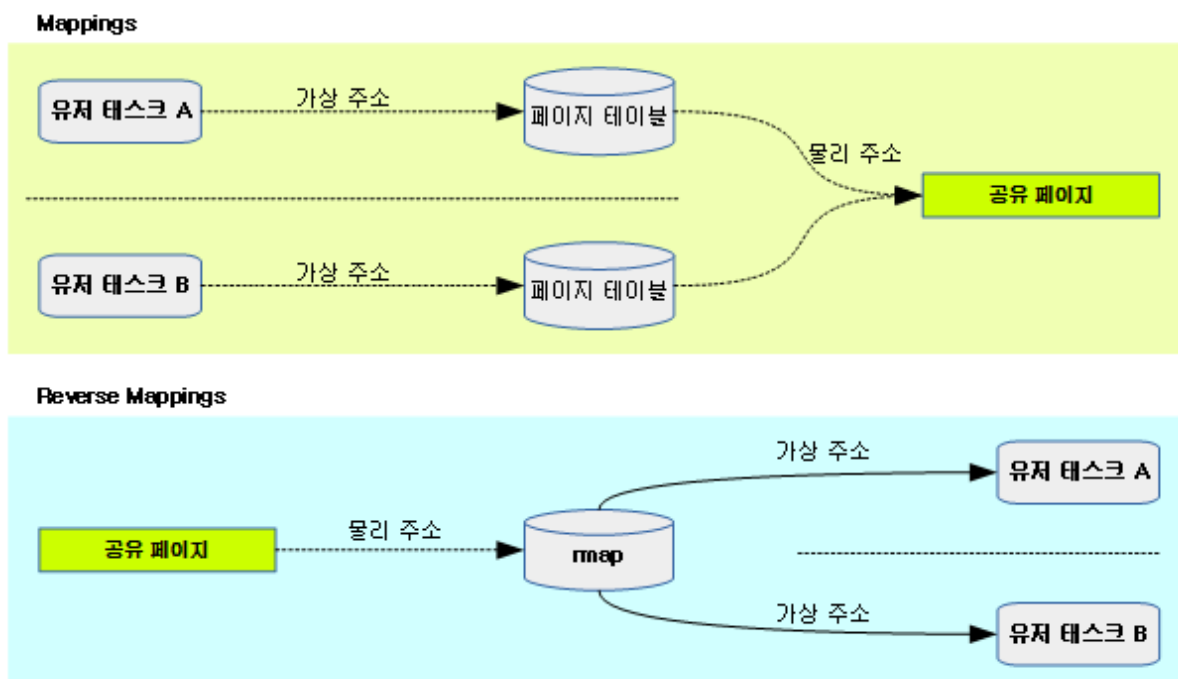 Mappings
유저 태스크 A
가상 주소
페이지 테이블
물리 주소
공유 페이지
유저 태스크 B
가상 주소
페이지 테이블
Reverse Mappings
가상 주소
유저 태스크 A
공유 페이지
물리 주소
rmap
가상 주소
유저 태스크 B